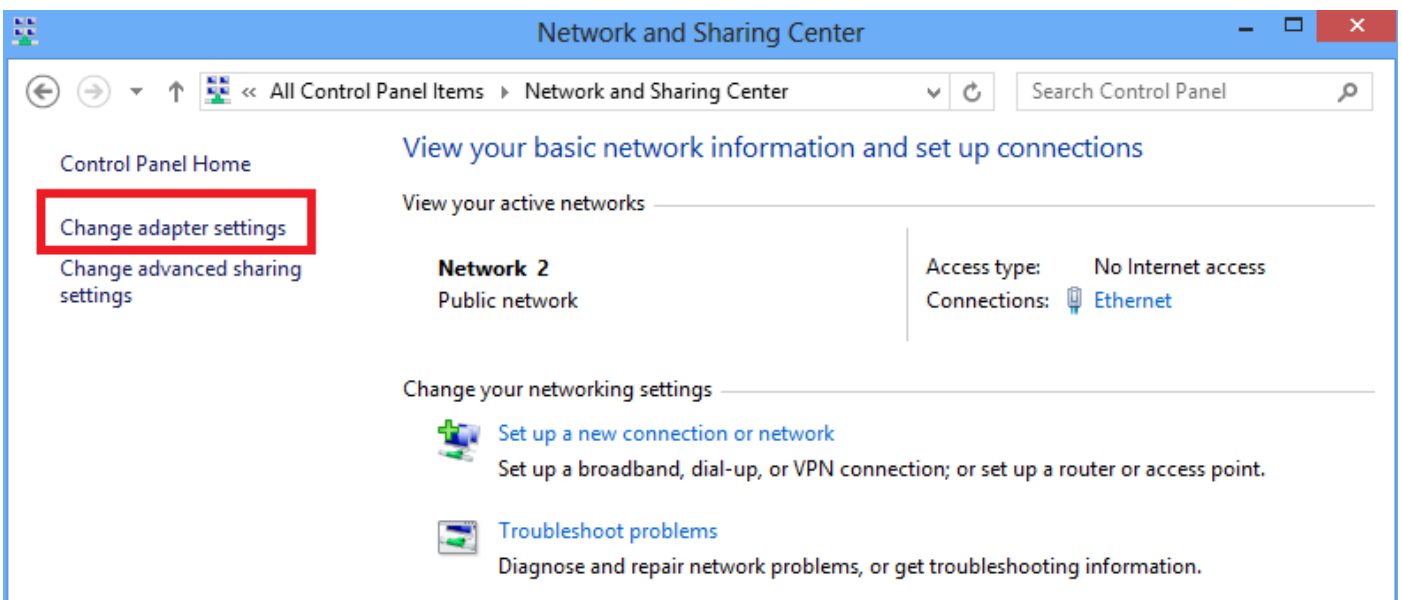 Network and Sharing Center
« All Control Panel Items Network and Sharing Center
Search Control Panel
Control Panel Home
Change adapter settings
Change advanced sharing
settings
View your basic network information and set up connections
View your active networks
Network 2
Public network
Access type: No Internet access
Connections: Ethernet
Change your networking settings
Set up a new connection or network
Set up a broadband, dial-up, or VPN connection; or set up a router or access point.
Troubleshoot problems
Diagnose and repair network problems, or get troubleshooting information.